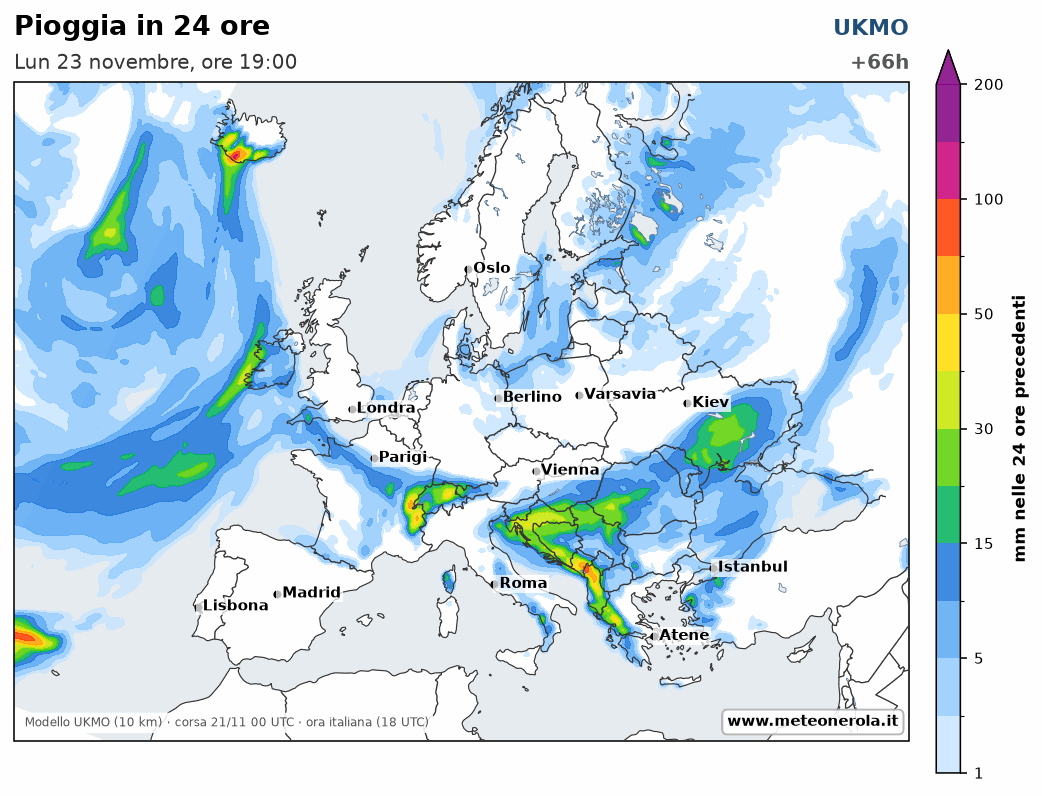 Pioggia in 24 ore
UKMO
Lun 23 novembre, ore 19:00
+66h
200
100
50
30
15
5
1
mm nelle 24 ore precedenti
Oslo
Berlino
Varsavia
Kiev
Londra
Parigi
Vienna
Istanbul
Roma
Madrid
Lisbona
Atene
Modello UKMO (10 km) · corsa 21/11 00 UTC · ora italiana (18 UTC)
www.meteonerola.it